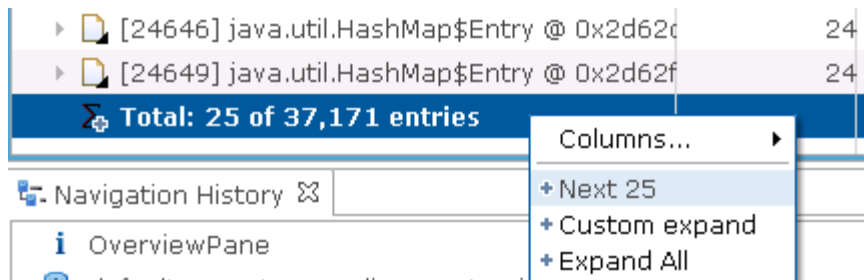 [24646] java.util.HashMap$Entry @ 0x2d62c 24
[24649] java.util.HashMap$Entry @ 0x2d62f 24
Total: 25 of 37,171 entries
Columns...
Next 25
Custom expand
Expand All
Navigation History
i OverviewPane